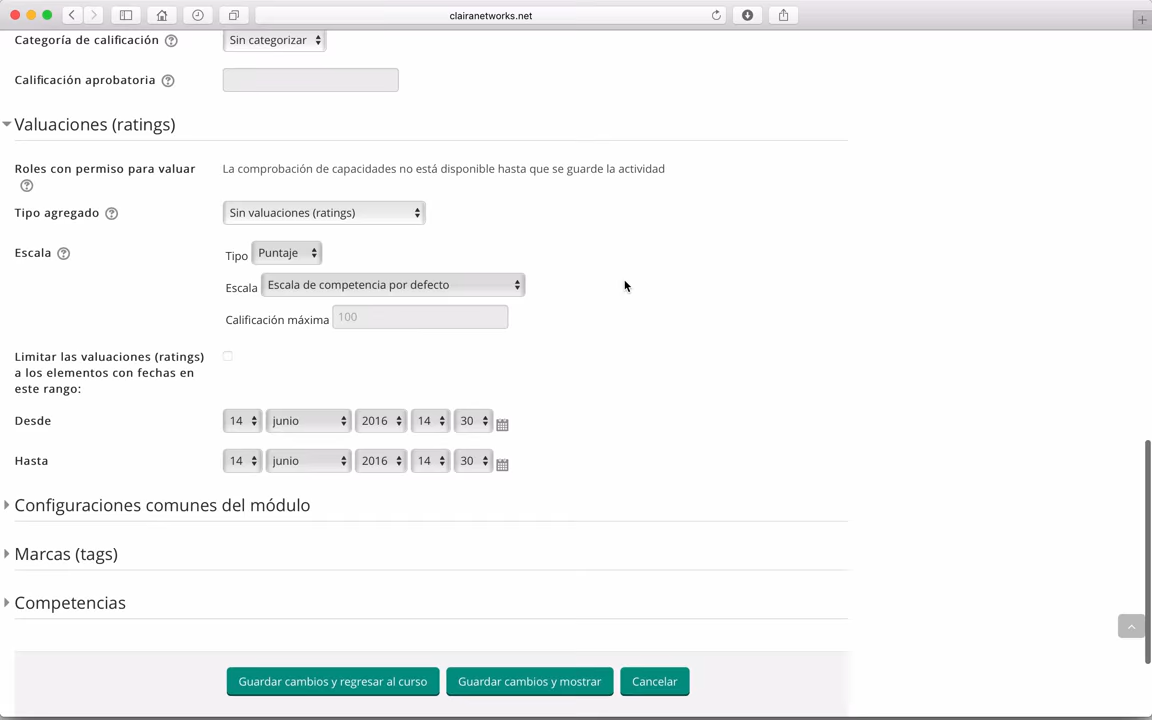 clairanetworks.net
Categoría de calificación Sin categorizar
Calificación aprobatoria
Valuaciones (ratings)
Roles con permiso para valuar La comprobación de capacidades no está disponible hasta que se guarde la actividad
Tipo agregado Sin valuaciones (ratings)
Escala Tipo Puntaje
Escala Escala de competencia por defecto
Calificación máxima 100
Limitar las valuaciones (ratings)
a los elementos con fechas en
este rango:
Desde 14 junio 2016 14 30
Hasta 14 junio 2016 14 30
Configuraciones comunes del módulo
Marcas (tags)
Competencias
Guardar cambios y regresar al curso Guardar cambios y mostrar Cancelar